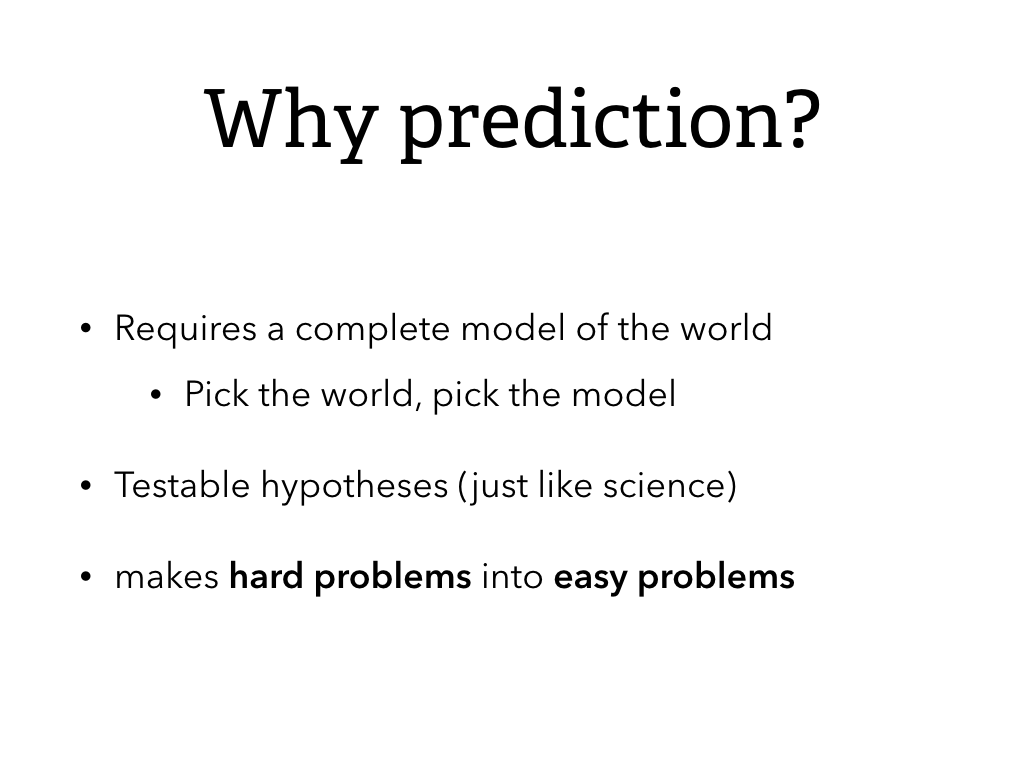 Why prediction?
• Requires a complete model of the world
• Pick the world, pick the model
• Testable hypotheses (just like science)
• makes hard problems into easy problems